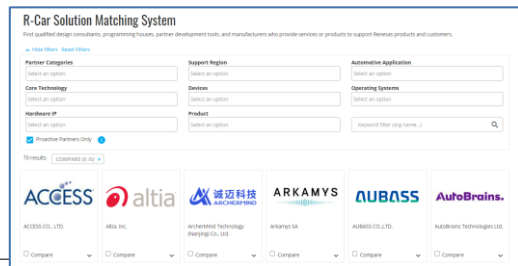 R-Car Solution Matching System
Find qualified design consultants, programming houses, partner development tools, and manufacturers who provide services or products to support Renesas products and customers.
Hide filters Reset Filters
Partner Categories Support Region Automotive Application
Select an option Select an option Select an option
Core Technology Devices Operating Systems
Select an option Select an option Select an option
Hardware IP Product
Select an option Select an option Keyword filter (org name...)
Proactive Partners Only
70 results COMPARE (0 /6)
ACCESS altia 诚迈科技 ARKAMYS AUBASS AutoBrains.
ARCHERMIND
ACCESS CO., LTD. Altia, Inc. ArcherMind Technology Arkamys SA AUBASS CO.,LTD. AutoBrains Technologies Ltd.
(Nanjing) Co., Ltd.
Compare Compare Compare Compare Compare Compare